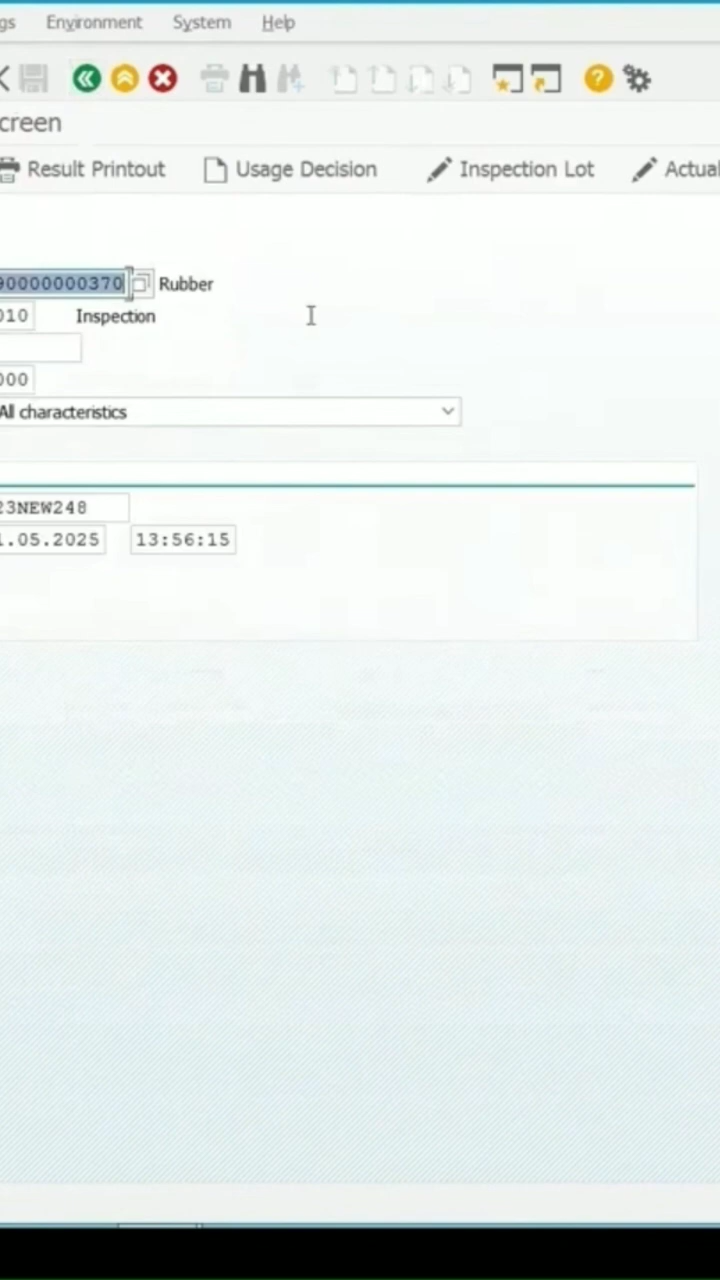 gs Environment System Help
creen
Result Printout Usage Decision Inspection Lot Actual
90000000370 Rubber
010 Inspection
000
All characteristics
23NEW248
1.05.2025 13:56:15